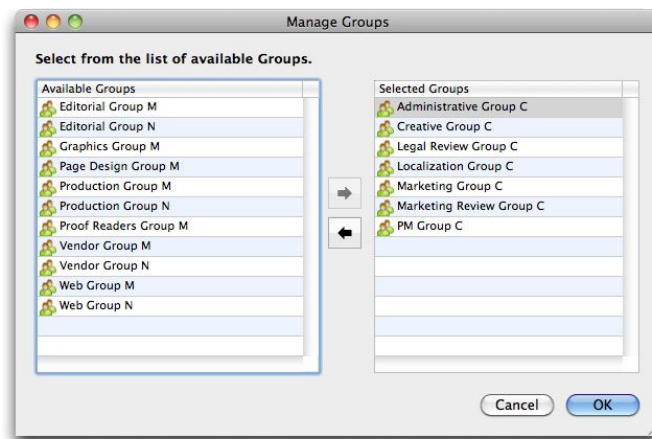 Manage Groups
Select from the list of available Groups.
Available Groups
Editorial Group M
Editorial Group N
Graphics Group M
Page Design Group M
Production Group M
Production Group N
Proof Readers Group M
Vendor Group M
Vendor Group N
Web Group M
Web Group N
Selected Groups
Administrative Group C
Creative Group C
Legal Review Group C
Localization Group C
Marketing Group C
Marketing Review Group C
PM Group C
Cancel
OK